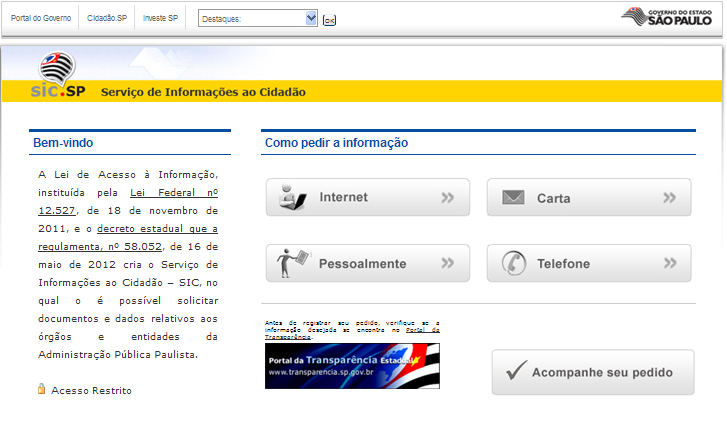 Portal do Governo
Cidadão.SP
Investe SP
Destaques:
OK
GOVERNO DO ESTADO
SÃO PAULO
SIC.SP
Serviço de Informações ao Cidadão
Bem-vindo
A Lei de Acesso à Informação,
instituída pela Lei Federal nº
12.527, de 18 de novembro de
2011, e o decreto estadual que a
regulamenta, nº 58.052, de 16 de
maio de 2012 cria o Serviço de
Informações ao Cidadão – SIC, no
qual o é possível solicitar
documentos e dados relativos aos
órgãos e entidades da
Administração Pública Paulista.
Acesso Restrito
Como pedir a informação
Internet
Carta
Pessoalmente
Telefone
Antes de registrar seu pedido, verifique se a
informação desejada se encontra no Portal da
Transparência.
Portal da Transparência Estadual
www.transparencia.sp.gov.br
Acompanhe seu pedido